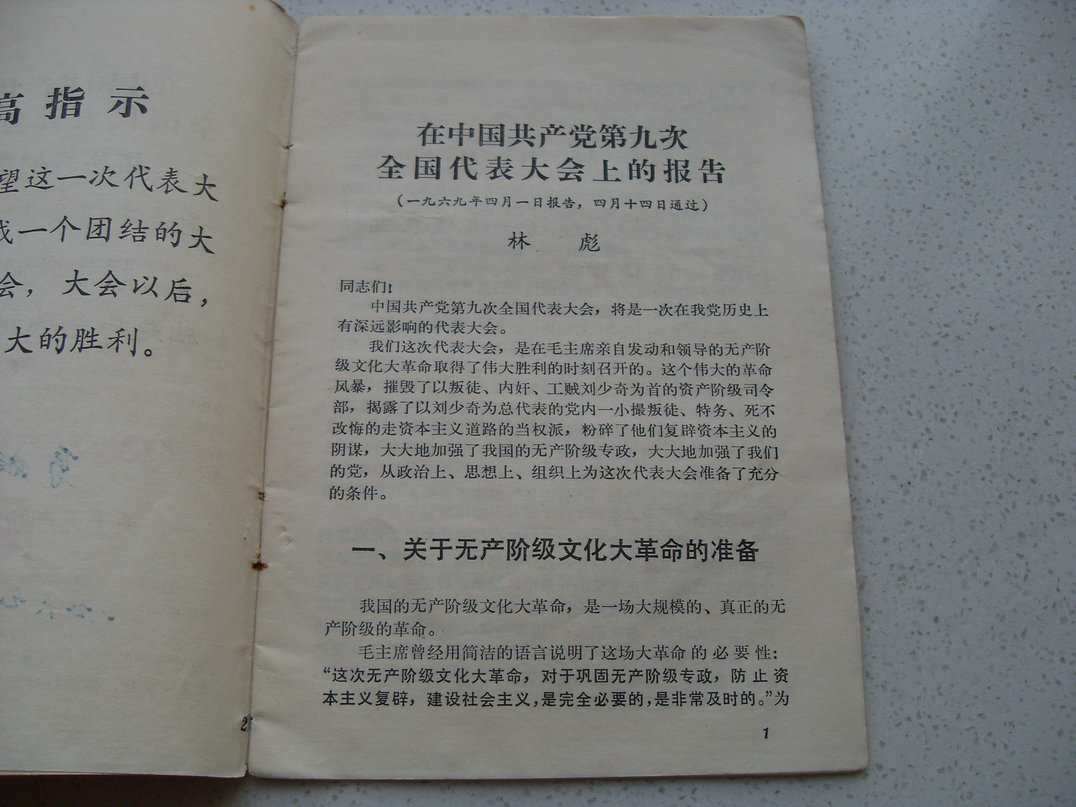 高指示
望这一次代表大
成一个团结的大
会，大会以后，
大的胜利。
2
在中国共产党第九次
全国代表大会上的报告
（一九六九年四月一日报告，四月十四日通过）
林 彪
同志们！
中国共产党第九次全国代表大会，将是一次在我党历史上
有深远影响的代表大会。
我们这次代表大会，是在毛主席亲自发动和领导的无产阶
级文化大革命取得了伟大胜利的时刻召开的。这个伟大的革命
风暴，摧毁了以叛徒、内奸、工贼刘少奇为首的资产阶级司令
部，揭露了以刘少奇为总代表的党内一小撮叛徒、特务、死不
改悔的走资本主义道路的当权派，粉碎了他们复辟资本主义的
阴谋，大大地加强了我国的无产阶级专政，大大地加强了我们
的党，从政治上、思想上、组织上为这次代表大会准备了充分
的条件。
一、关于无产阶级文化大革命的准备
我国的无产阶级文化大革命，是一场大规模的、真正的无
产阶级的革命。
毛主席曾经用简洁的语言说明了这场大革命的必要性：
“这次无产阶级文化大革命，对于巩固无产阶级专政，防止资
本主义复辟，建设社会主义，是完全必要的，是非常及时的。”为
1